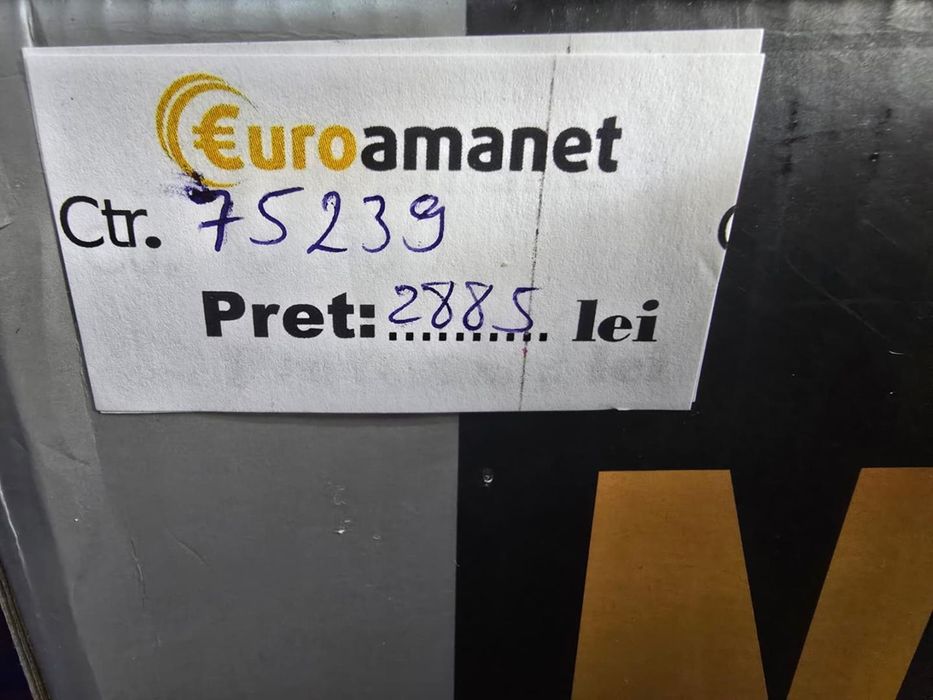 €uroamanet
Ctr. 75239
Pret: 2885 lei
M